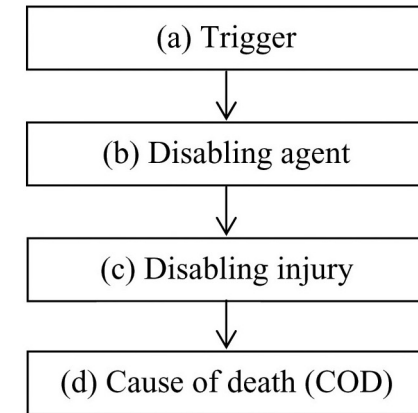 (a) Trigger
(b) Disabling agent
(c) Disabling injury
(d) Cause of death (COD)